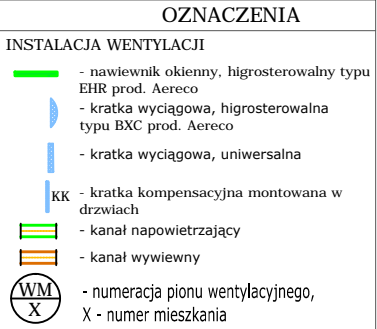 OZNACZENIA
INSTALACJA WENTYLACJI
- nawiewnik okienny, higrosterowalny typu
EHR prod. Aereco
- kratka wyciągowa, higrosterowalna
typu BXC prod. Aereco
- kratka wyciągowa, uniwersalna
KK - kratka kompensacyjna montowana w
drzwiach
- kanał napowietrzający
- kanał wywiewny
WM
X
- numeracja pionu wentylacyjnego,
X - numer mieszkania